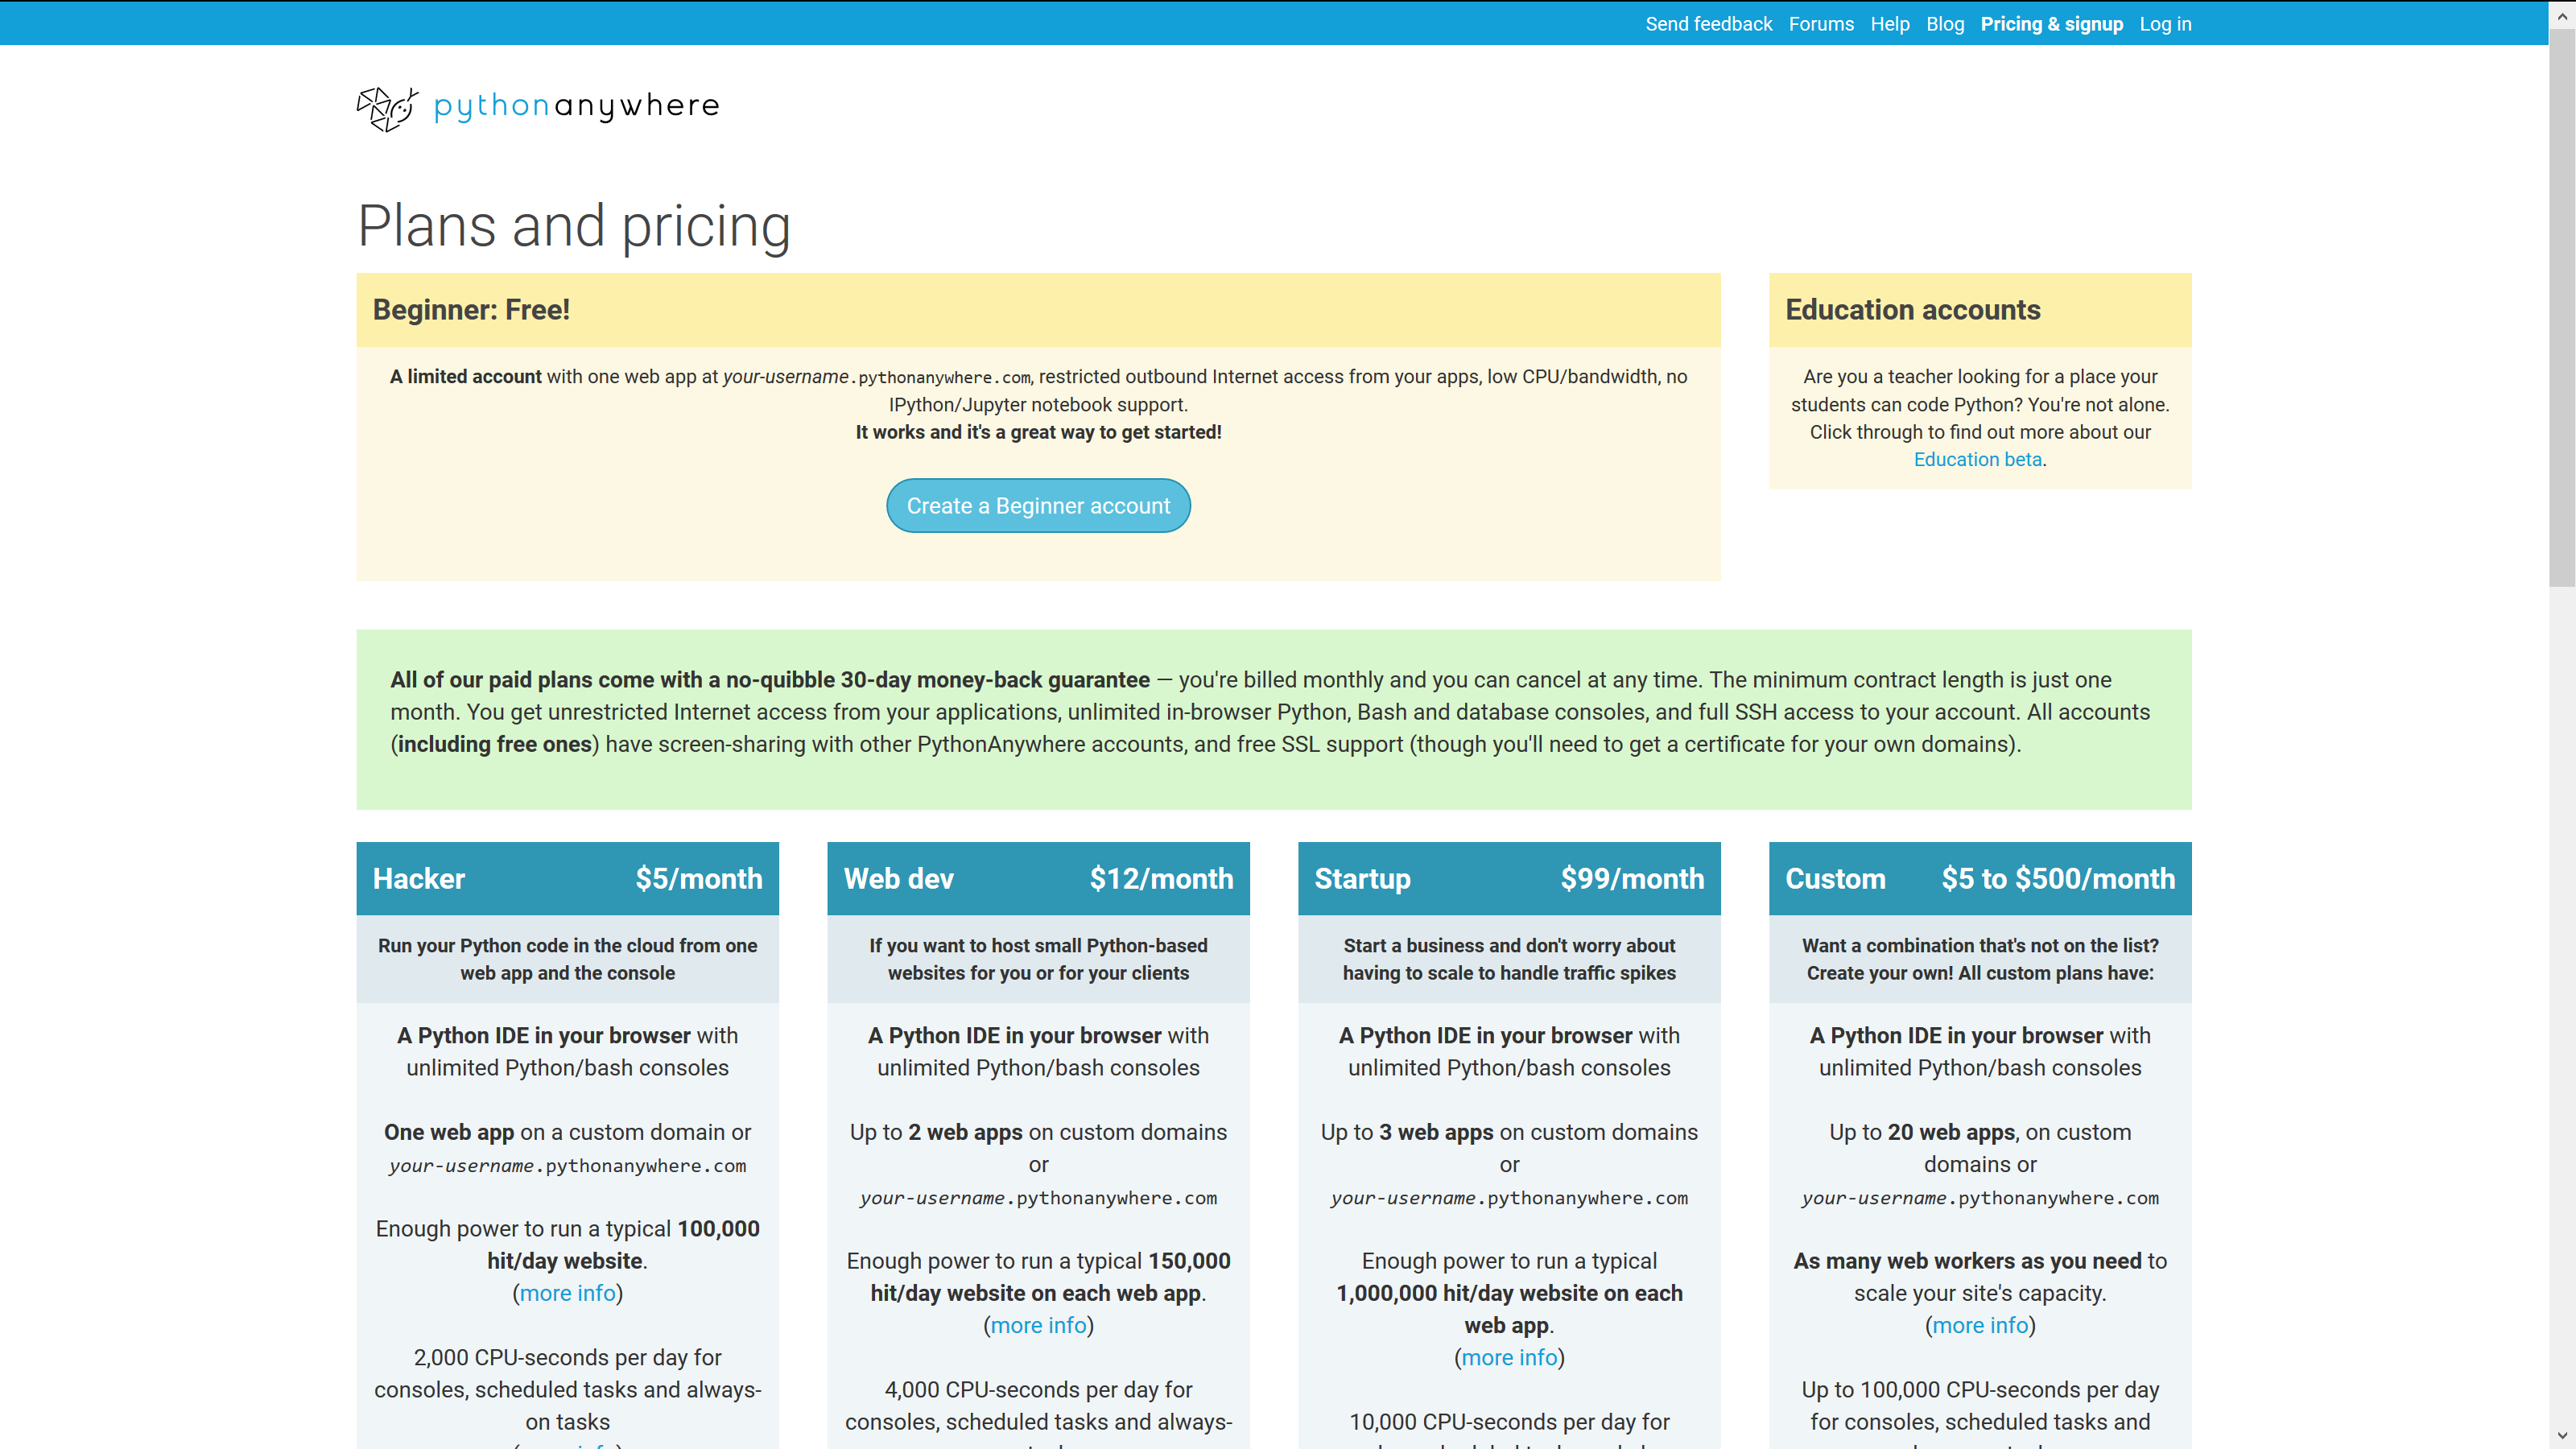 Send feedback Forums Help Blog Pricing & signup Log in
pythonanywhere
Plans and pricing
Beginner: Free!
A limited account with one web app at your-username.pythonanywhere.com, restricted outbound Internet access from your apps, low CPU/bandwidth, no
IPython/Jupyter notebook support.
It works and it's a great way to get started!
Create a Beginner account
Education accounts
Are you a teacher looking for a place your
students can code Python? You're not alone.
Click through to find out more about our
Education beta.
All of our paid plans come with a no-quibble 30-day money-back guarantee — you're billed monthly and you can cancel at any time. The minimum contract length is just one
month. You get unrestricted Internet access from your applications, unlimited in-browser Python, Bash and database consoles, and full SSH access to your account. All accounts
(including free ones) have screen-sharing with other PythonAnywhere accounts, and free SSL support (though you'll need to get a certificate for your own domains).
Hacker $5/month
Run your Python code in the cloud from one
web app and the console
A Python IDE in your browser with
unlimited Python/bash consoles
One web app on a custom domain or
your-username.pythonanywhere.com
Enough power to run a typical 100,000
hit/day website.
(more info)
2,000 CPU-seconds per day for
consoles, scheduled tasks and always-
on tasks
Web dev $12/month
If you want to host small Python-based
websites for you or for your clients
A Python IDE in your browser with
unlimited Python/bash consoles
Up to 2 web apps on custom domains
or
your-username.pythonanywhere.com
Enough power to run a typical 150,000
hit/day website on each web app.
(more info)
4,000 CPU-seconds per day for
consoles, scheduled tasks and always-
Startup $99/month
Start a business and don't worry about
having to scale to handle traffic spikes
A Python IDE in your browser with
unlimited Python/bash consoles
Up to 3 web apps on custom domains
or
your-username.pythonanywhere.com
Enough power to run a typical
1,000,000 hit/day website on each
web app.
(more info)
10,000 CPU-seconds per day for
Custom $5 to $500/month
Want a combination that's not on the list?
Create your own! All custom plans have:
A Python IDE in your browser with
unlimited Python/bash consoles
Up to 20 web apps, on custom
domains or
your-username.pythonanywhere.com
As many web workers as you need to
scale your site's capacity.
(more info)
Up to 100,000 CPU-seconds per day
for consoles, scheduled tasks and